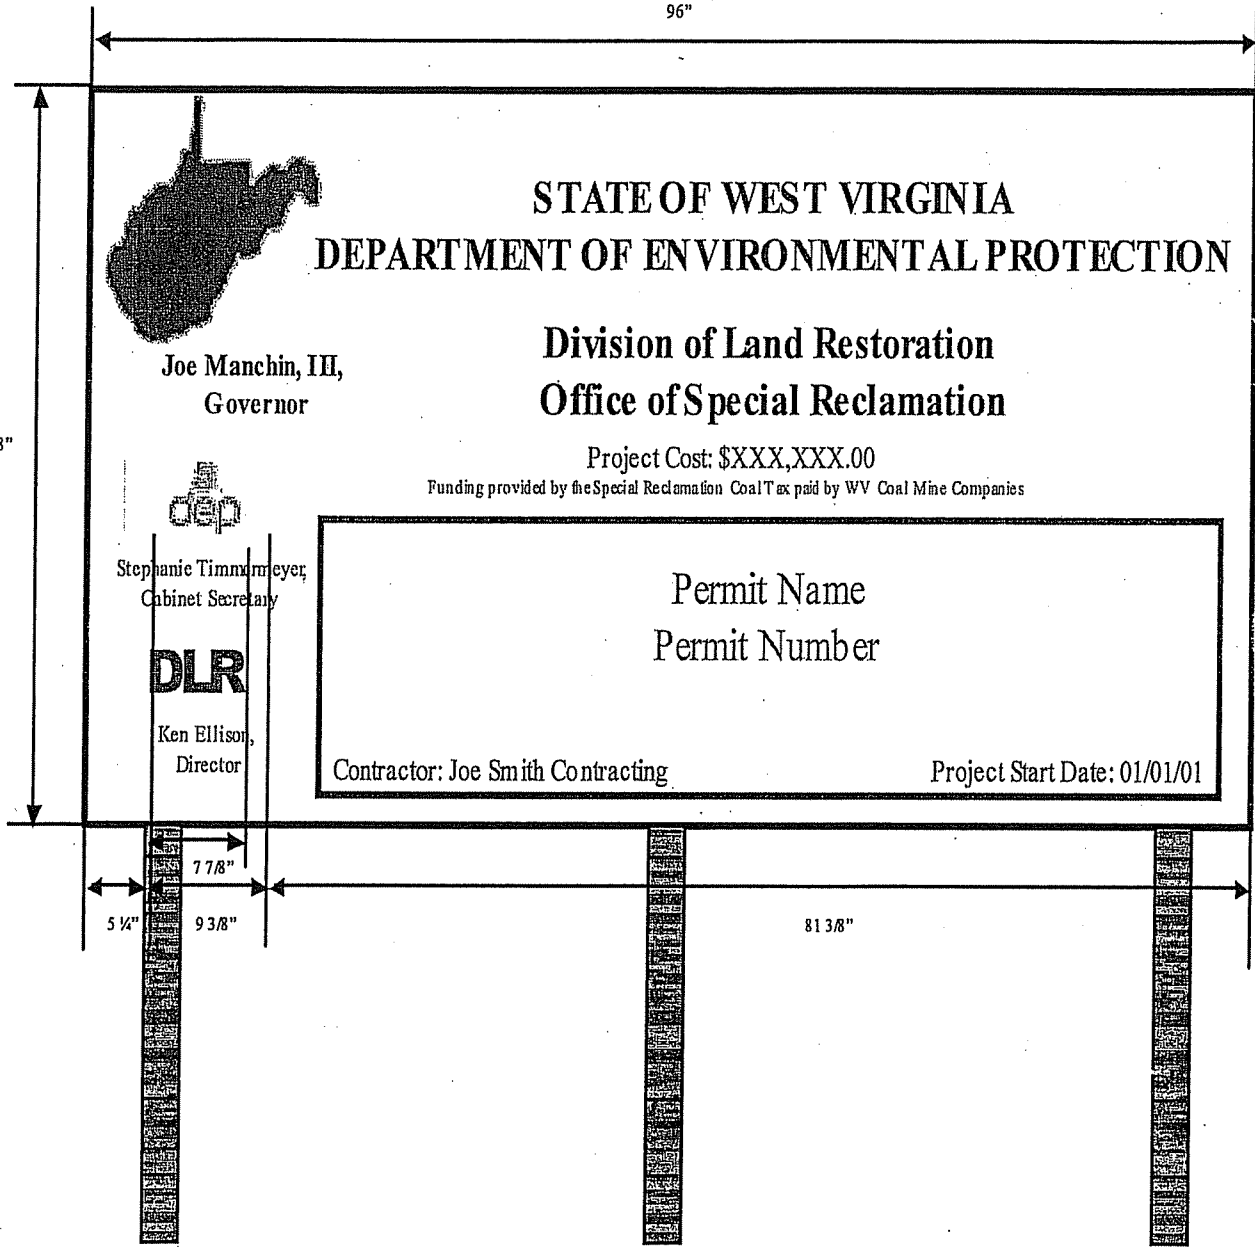 96"
STATE OF WEST VIRGINIA
DEPARTMENT OF ENVIRONMENTAL PROTECTION
Joe Manchin, III,
Governor
Division of Land Restoration
Office of Special Reclamation
Project Cost: $XXX,XXX.00
Funding provided by the Special Reclamation Coal Tax paid by WV Coal Mine Companies
dep
Stephanie Timmermeyer,
Cabinet Secretary
DLR
Ken Ellison,
Director
Permit Name
Permit Number
Contractor: Joe Smith Contracting
Project Start Date: 01/01/01
7 7/8"
5 ¼"
9 3/8"
81 3/8"